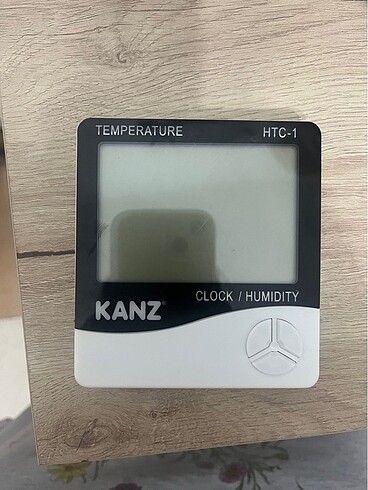 TEMPERATURE HTC-1
CLOCK / HUMIDITY
KANZ®